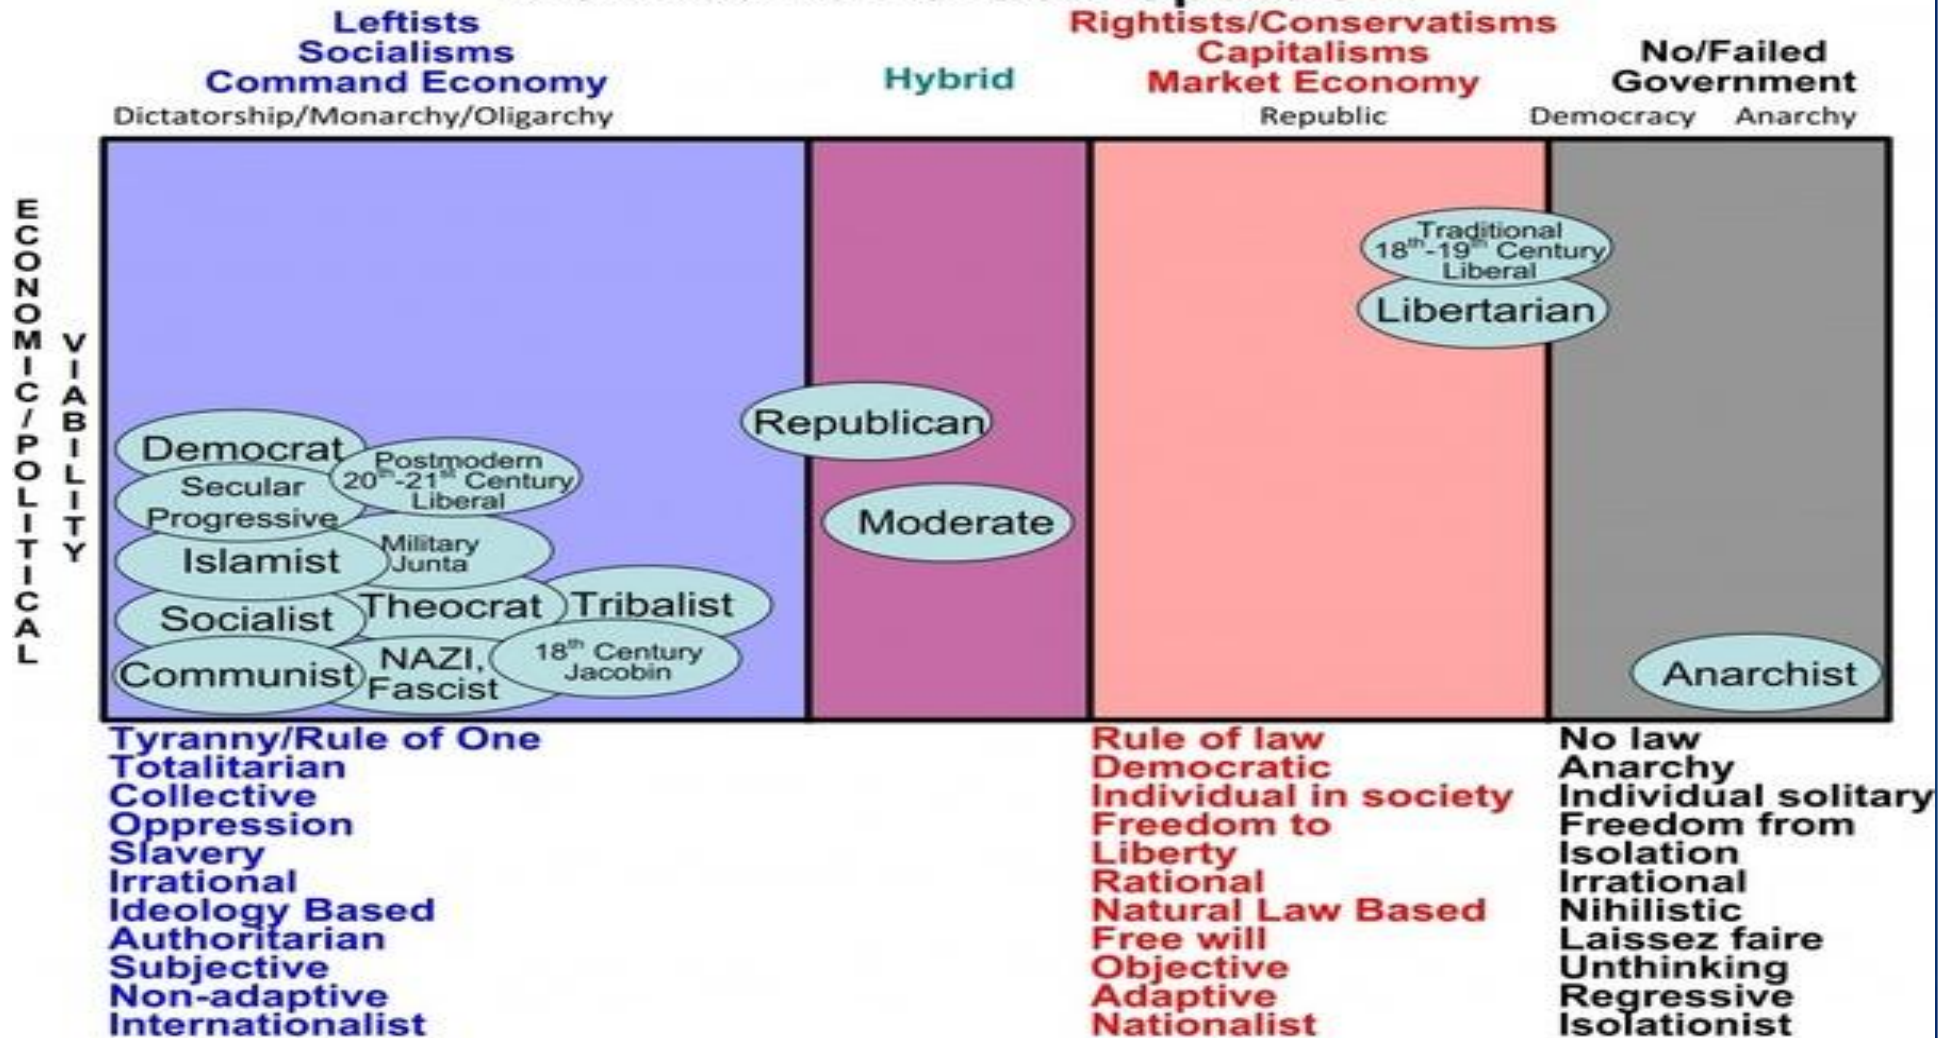 Leftists
Socialisms
Command Economy
Dictatorship/Monarchy/Oligarchy
Hybrid
Rightists/Conservatisms
Capitalisms
Market Economy
Republic
No/Failed
Government
Democracy Anarchy
ECONOMIC/POLITICAL
VIABILITY
Traditional
18th-19th Century
Liberal
Libertarian
Republican
Moderate
Democrat
Postmodern
20th-21st Century
Liberal
Secular
Progressive
Islamist
Military
Junta
Socialist
Theocrat
Tribalist
Communist
NAZI,
Fascist
18th Century
Jacobin
Anarchist
Tyranny/Rule of One
Totalitarian
Collective
Oppression
Slavery
Irrational
Ideology Based
Authoritarian
Subjective
Non-adaptive
Internationalist
Rule of law
Democratic
Individual in society
Freedom to
Liberty
Rational
Natural Law Based
Free will
Objective
Adaptive
Nationalist
No law
Anarchy
Individual solitary
Freedom from
Isolation
Irrational
Nihilistic
Laissez faire
Unthinking
Regressive
Isolationist